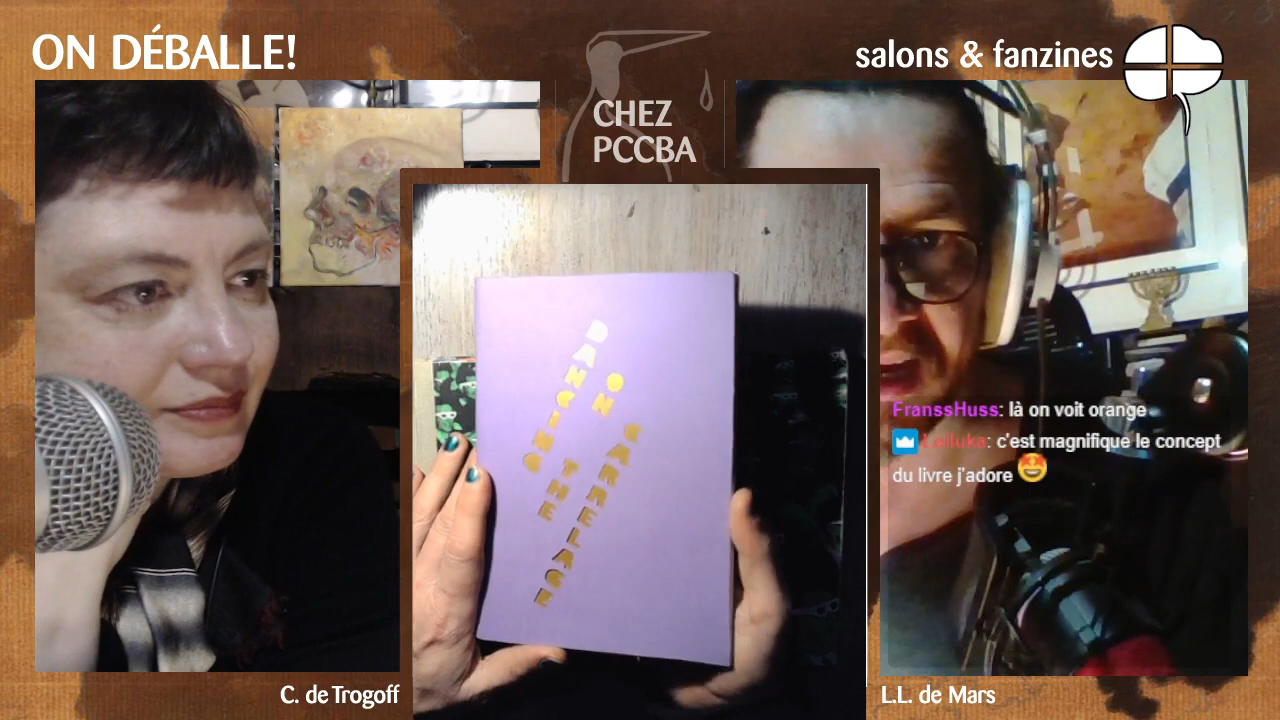 ON DÉBALLE!
CHEZ
PCCBA
salons & fanzines
DANCING
ON THE
CARRELAGE
FranssHuss: là on voit orange
: c'est magnifique le concept
du livre j'adore
C. de Trogoff
L.L. de Mars